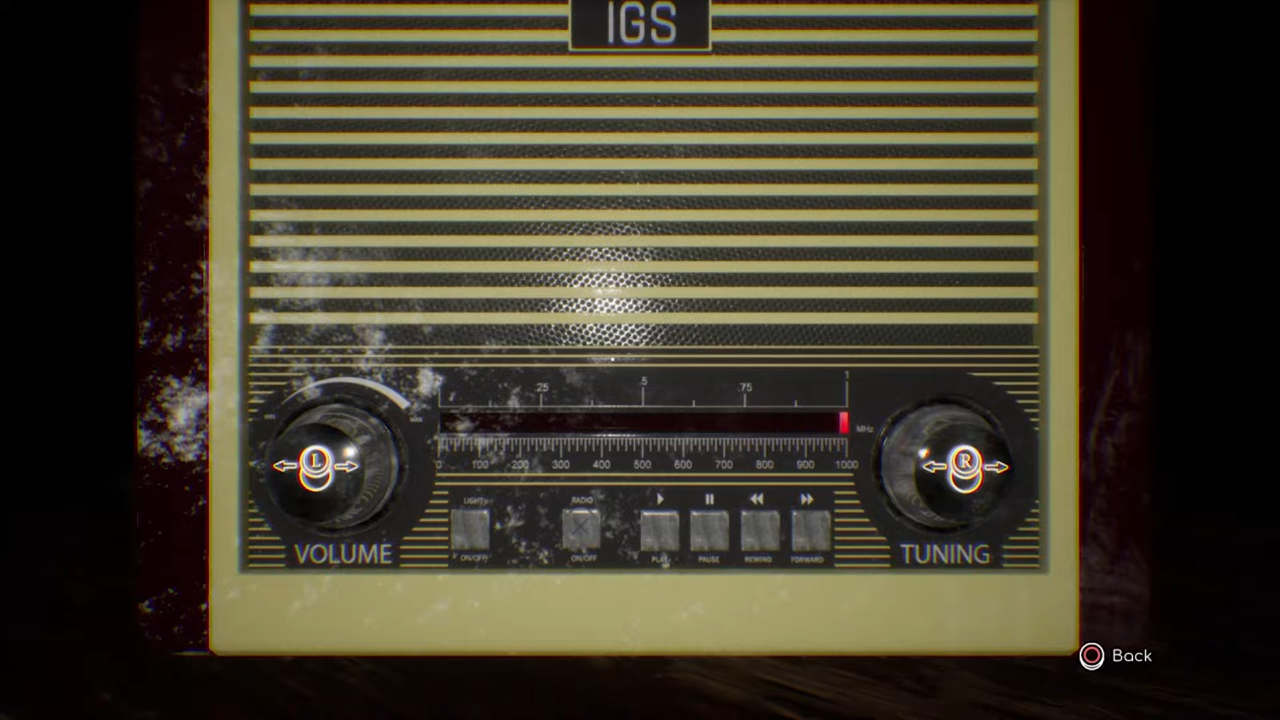 IGS
.25 .5 .75 1
MHz
0 100 200 300 400 500 600 700 800 900 1000
LIGHT RADIO
L R
ON/OFF ON/OFF PLAY PAUSE REWIND FORWARD
VOLUME TUNING
Back